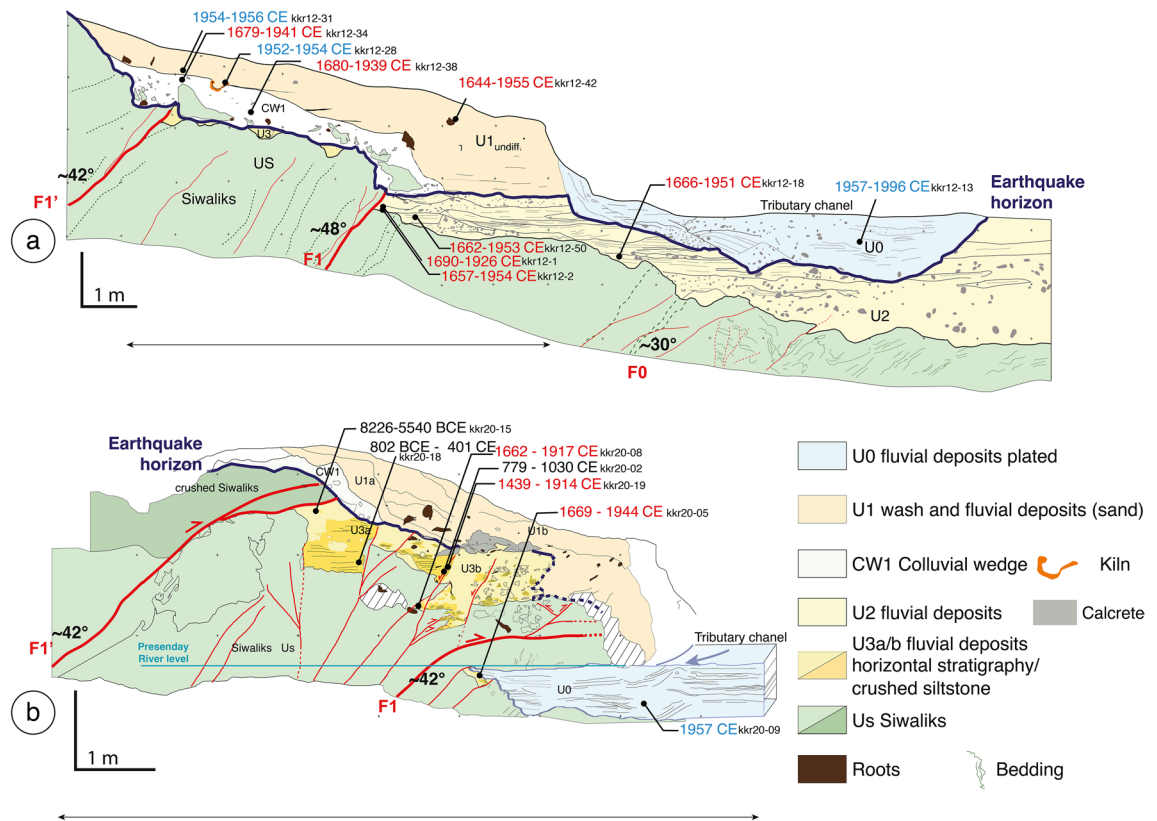 1954-1956 CE kkr12-31
1679-1941 CE kkr12-34
1952-1954 CE kkr12-28
1680-1939 CE kkr12-38
1644-1955 CE kkr12-42
CW1
U3
U1undiff.
US
Siwaliks
~42°
F1'
~48°
F1
1666-1951 CE kkr12-18
1957-1996 CE kkr12-13
Earthquake
horizon
Tributary chanel
U0
1662-1953 CE kkr12-50
1690-1926 CE kkr12-1
1657-1954 CE kkr12-2
U2
a
1 m
~30°
F0
8226-5540 BCE kkr20-15
802 BCE - 401 CE
kkr20-18
1662 - 1917 CE kkr20-08
779 - 1030 CE kkr20-02
1439 - 1914 CE kkr20-19
1669 - 1944 CE kkr20-05
Earthquake
horizon
CW1
crushed Siwaliks
U1a
U1b
U3a
U3b
~42°
F1'
Presenday
River level
Siwaliks Us
Tributary chanel
~42°
F1
U0
1957 CE kkr20-09
b
1 m
U0 fluvial deposits plated
U1 wash and fluvial deposits (sand)
CW1 Colluvial wedge
Kiln
U2 fluvial deposits
Calcrete
U3a/b fluvial deposits
horizontal stratigraphy/
crushed siltstone
Us Siwaliks
Roots
Bedding